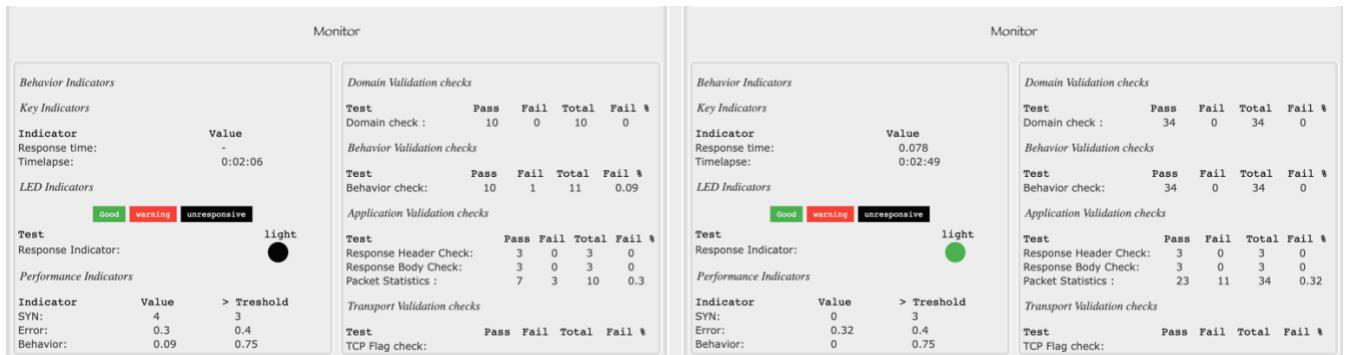 Monitor
Behavior Indicators
Key Indicators
Indicator Value
Response time: -
Timelapse: 0:02:06
LED Indicators
Good warning unresponsive
Test light
Response Indicator:
Performance Indicators
Indicator Value > Treshold
SYN: 4 3
Error: 0.3 0.4
Behavior: 0.09 0.75
Domain Validation checks
Test Pass Fail Total Fail %
Domain check : 10 0 10 0
Behavior Validation checks
Test Pass Fail Total Fail %
Behavior check: 10 1 11 0.09
Application Validation checks
Test Pass Fail Total Fail %
Response Header Check: 3 0 3 0
Response Body Check: 3 0 3 0
Packet Statistics : 7 3 10 0.3
Transport Validation checks
Test Pass Fail Total Fail %
TCP Flag check:
Monitor
Behavior Indicators
Key Indicators
Indicator Value
Response time: 0.078
Timelapse: 0:02:49
LED Indicators
Good warning unresponsive
Test light
Response Indicator:
Performance Indicators
Indicator Value > Treshold
SYN: 0 3
Error: 0.32 0.4
Behavior: 0 0.75
Domain Validation checks
Test Pass Fail Total Fail %
Domain check : 34 0 34 0
Behavior Validation checks
Test Pass Fail Total Fail %
Behavior check: 34 0 34 0
Application Validation checks
Test Pass Fail Total Fail %
Response Header Check: 3 0 3 0
Response Body Check: 3 0 3 0
Packet Statistics : 23 11 34 0.32
Transport Validation checks
Test Pass Fail Total Fail %
TCP Flag check: